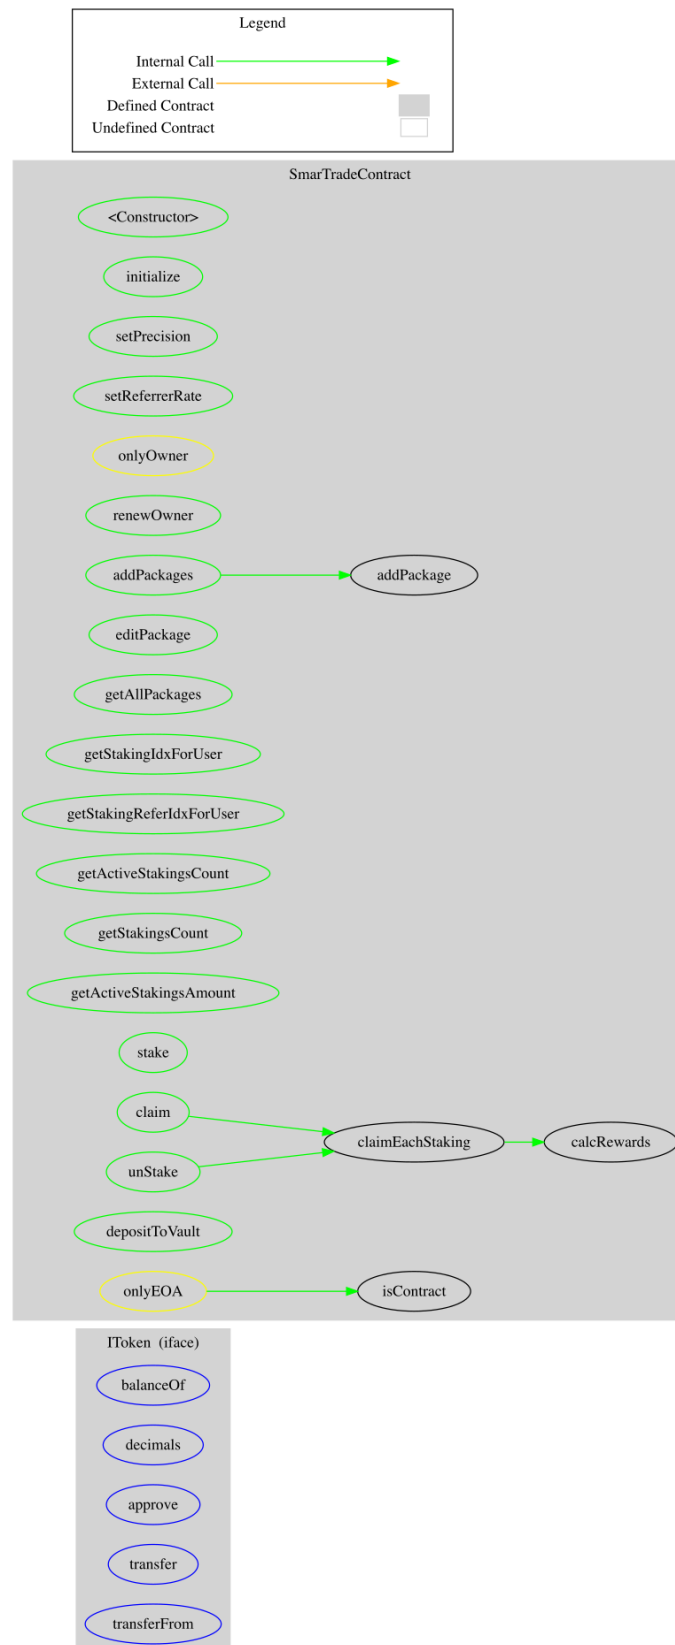 Legend
Internal Call
External Call
Defined Contract
Undefined Contract
SmarTradeContract
<Constructor>
initialize
setPrecision
setReferrerRate
onlyOwner
renewOwner
addPackages addPackage
editPackage
getAllPackages
getStakingIdxForUser
getStakingReferIdxForUser
getActiveStakingsCount
getStakingsCount
getActiveStakingsAmount
stake
claim
claimEachStaking calcRewards
unStake
depositToVault
onlyEOA isContract
IToken (iface)
balanceOf
decimals
approve
transfer
transferFrom